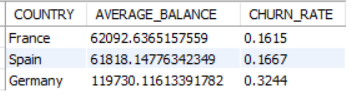 COUNTRY AVERAGE_BALANCE CHURN_RATE
France 62092.6365157559 0.1615
Spain 61818.14776342349 0.1667
Germany 119730.11613391782 0.3244